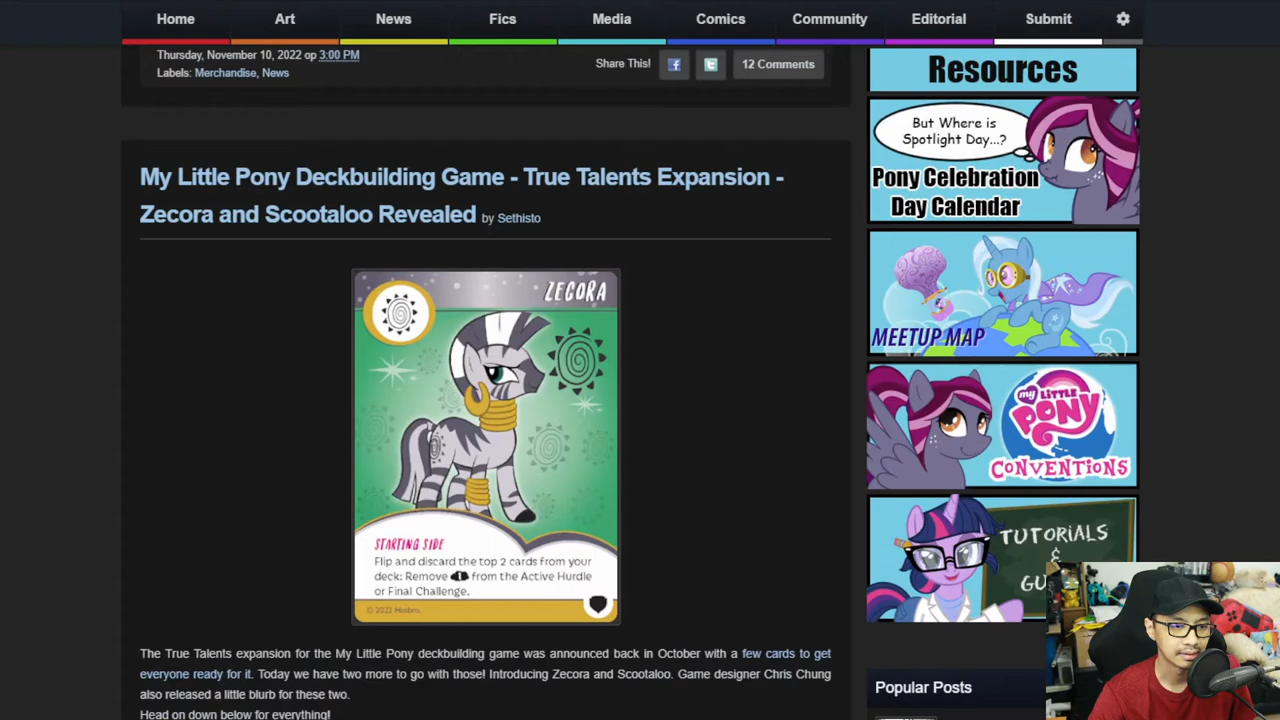 Home Art News Fics Media Comics Community Editorial Submit
Thursday, November 10, 2022 at 3:00 PM
Labels: Merchandise, News
Share This! 12 Comments
My Little Pony Deckbuilding Game - True Talents Expansion -
Zecora and Scootaloo Revealed by Sethisto
ZECORA
STARTING SIDE
Flip and discard the top 2 cards from your
deck: Remove 1 from the Active Hurdle
or Final Challenge.
© 2022 Hasbro.
The True Talents expansion for the My Little Pony deckbuilding game was announced back in October with a few cards to get
everyone ready for it. Today we have two more to go with those! Introducing Zecora and Scootaloo. Game designer Chris Chung
also released a little blurb for these two.
Head on down below for everything!
Resources
But Where is
Spotlight Day...?
Pony Celebration
Day Calendar
MEETUP MAP
my LITTLE
PONY
CONVENTIONS
TUTORIALS
&
GU
Popular Posts